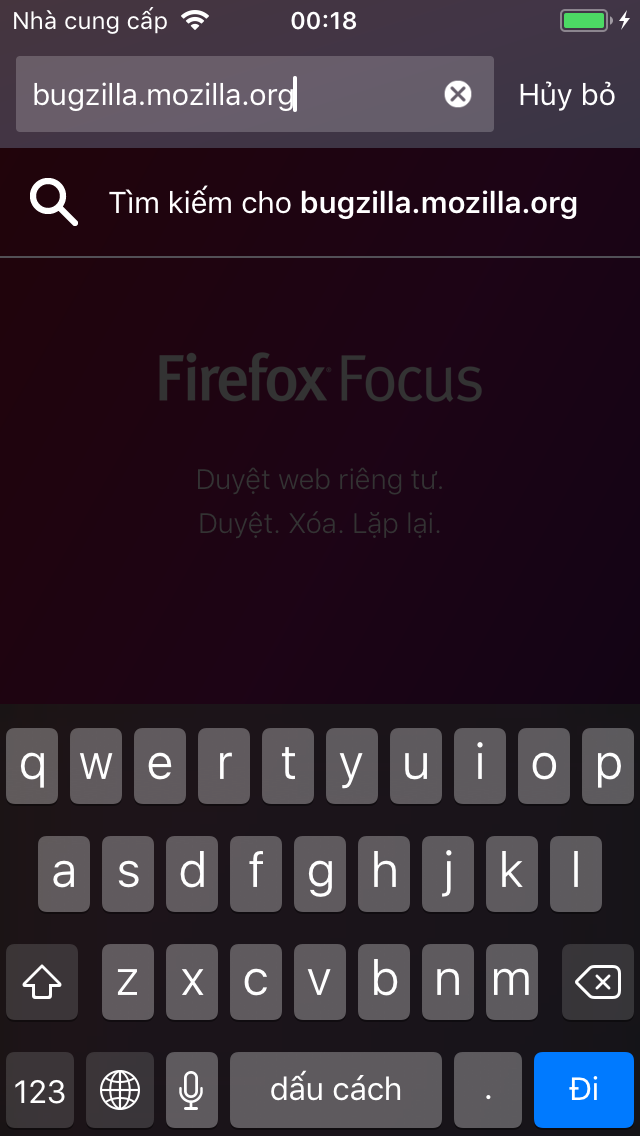 Nhà cung cấp 00:18
bugzilla.mozilla.org Hủy bỏ
Tìm kiếm cho bugzilla.mozilla.org
Firefox Focus
Duyệt web riêng tư.
Duyệt. Xóa. Lặp lại.
q w e r t y u i o p
a s d f g h j k l
z x c v b n m
123 dấu cách . Đi